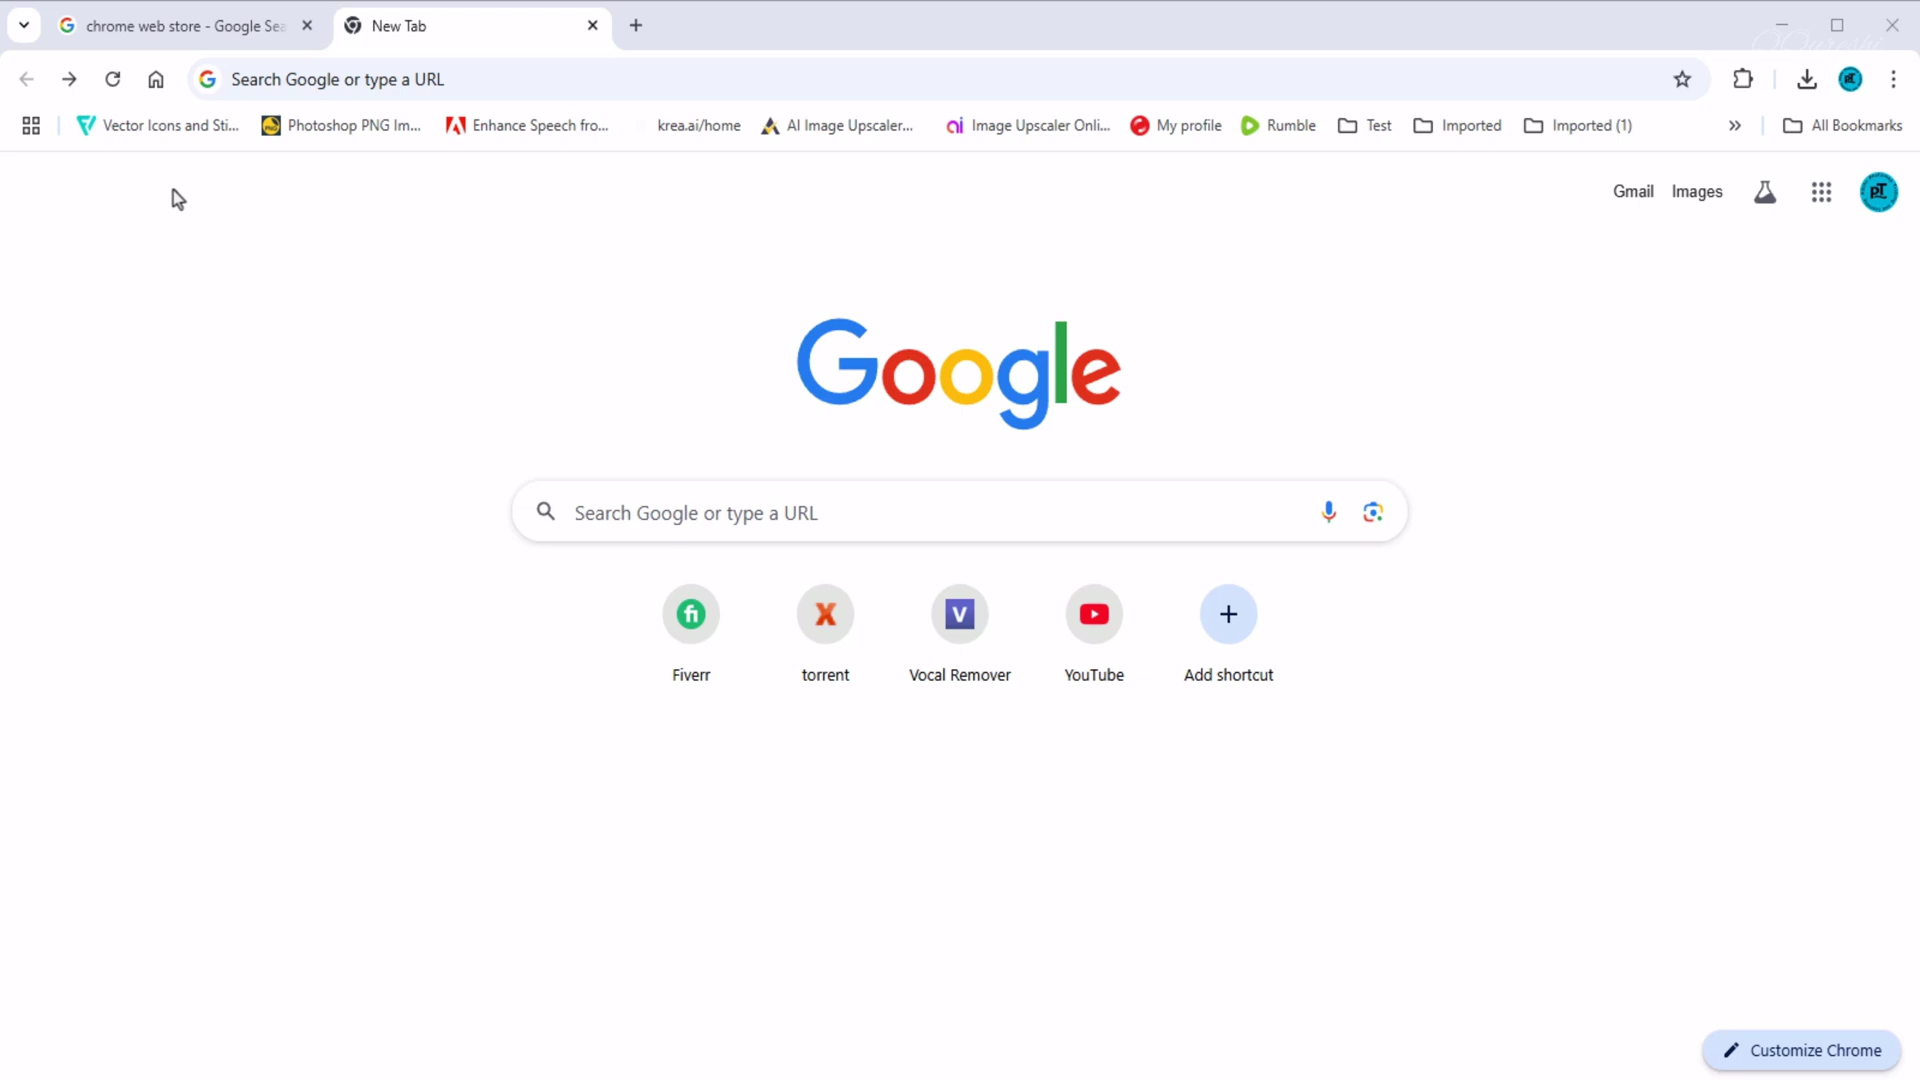 chrome web store - Google Sea
New Tab
Search Google or type a URL
Vector Icons and Sti...
Photoshop PNG Im...
Enhance Speech fro...
krea.ai/home
AI Image Upscaler...
Image Upscaler Onli...
My profile
Rumble
Test
Imported
Imported (1)
All Bookmarks
Gmail
Images
Google
Search Google or type a URL
Fiverr
torrent
Vocal Remover
YouTube
Add shortcut
Customize Chrome